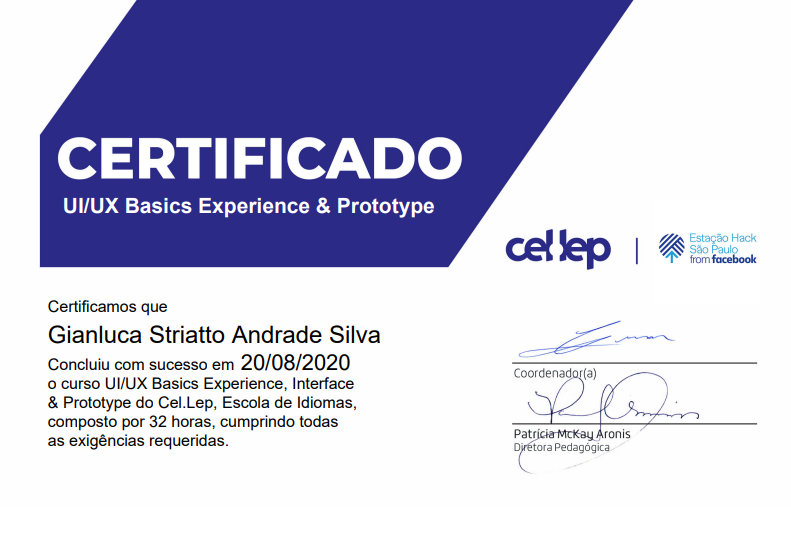 CERTIFICADO
UI/UX Basics Experience & Prototype
cel.lep
Estação Hack
São Paulo
from facebook
Certificamos que
Gianluca Striatto Andrade Silva
Concluiu com sucesso em 20/08/2020
o curso UI/UX Basics Experience, Interface
& Prototype do Cel.Lep, Escola de Idiomas,
composto por 32 horas, cumprindo todas
as exigências requeridas.
Coordenador(a)
Patrícia McKay Aronis
Diretora Pedagógica